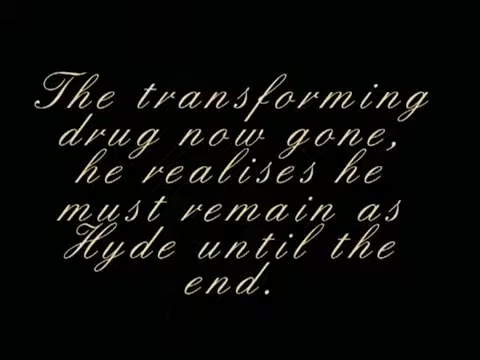 The transforming
drug now gone,
he realises he
must remain as
Hyde until the
end.